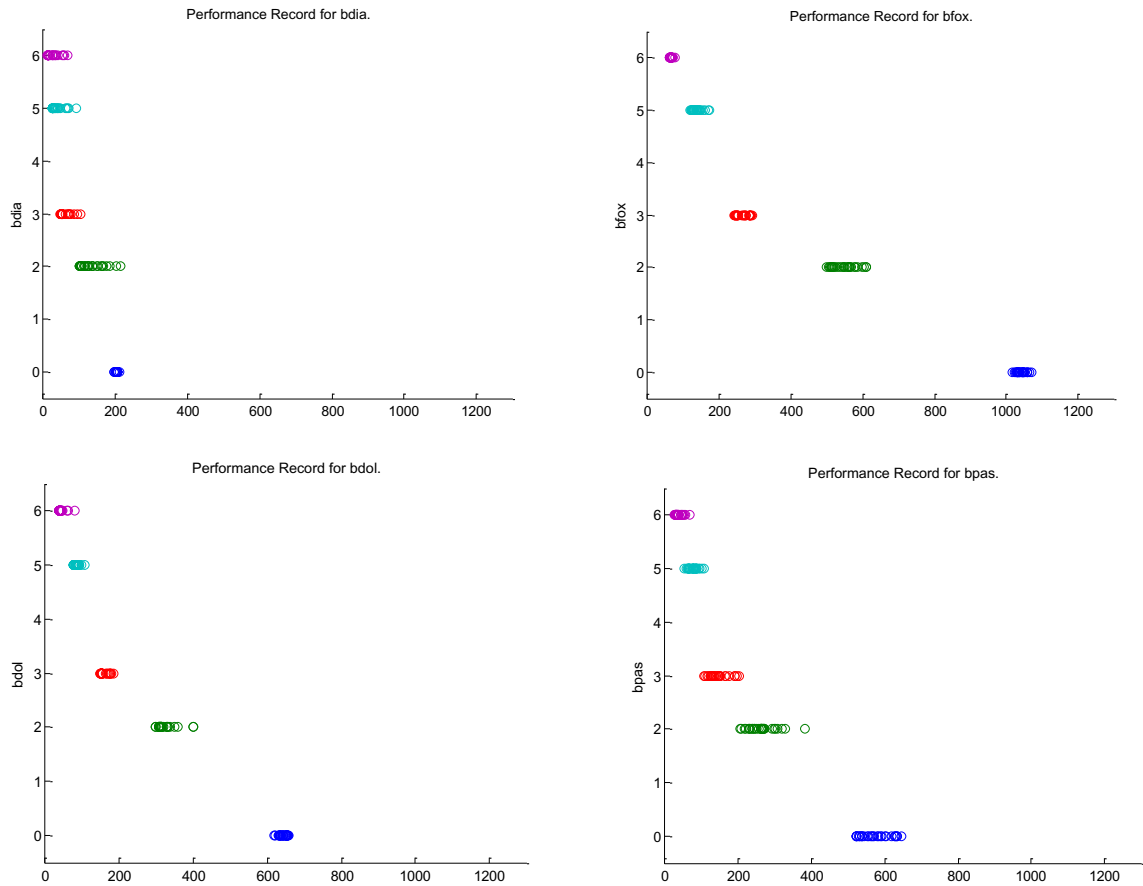 Performance Record for bdia.
6
5
4
3
2
1
0
bdia
0 200 400 600 800 1000 1200
Performance Record for bfox.
6
5
4
3
2
1
0
bfox
0 200 400 600 800 1000 1200
Performance Record for bdol.
6
5
4
3
2
1
0
bdol
0 200 400 600 800 1000 1200
Performance Record for bpas.
6
5
4
3
2
1
0
bpas
0 200 400 600 800 1000 1200